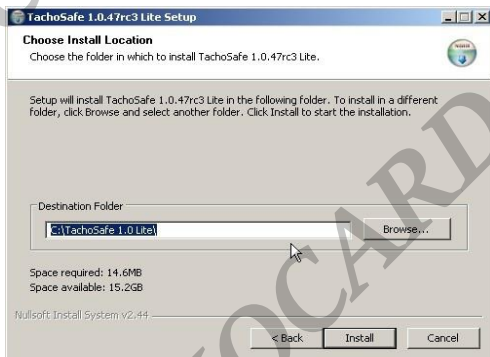 TachoSafe 1.0.47rc3 Lite Setup
Choose Install Location
Choose the folder in which to install TachoSafe 1.0.47rc3 Lite.
Setup will install TachoSafe 1.0.47rc3 Lite in the following folder. To install in a different
folder, click Browse and select another folder. Click Install to start the installation.
Destination Folder
C:\TachoSafe 1.0 Lite\
Browse...
Space required: 14.6MB
Space available: 15.2GB
Nullsoft Install System v2.44
< Back
Install
Cancel